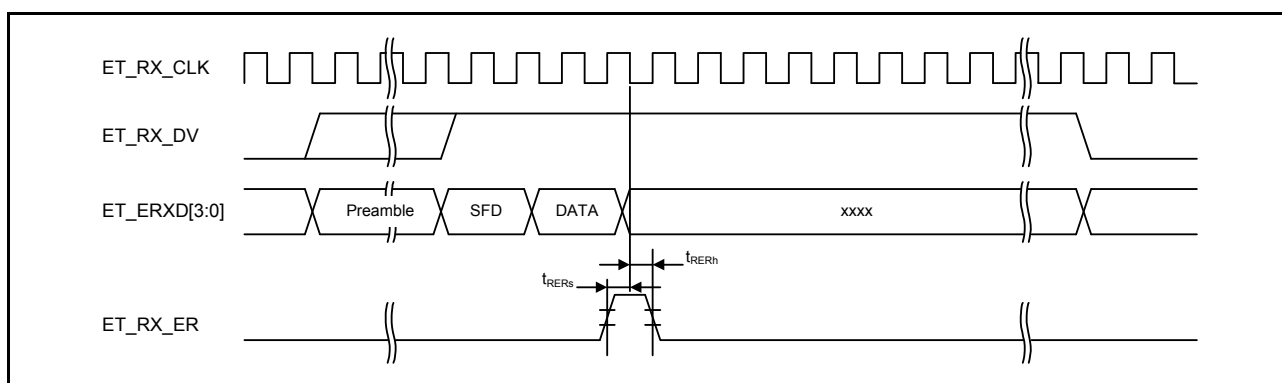 ET_RX_CLK
ET_RX_DV
ET_ERXD[3:0]
Preamble
SFD
DATA
xxxx
tRERh
tRERs
ET_RX_ER